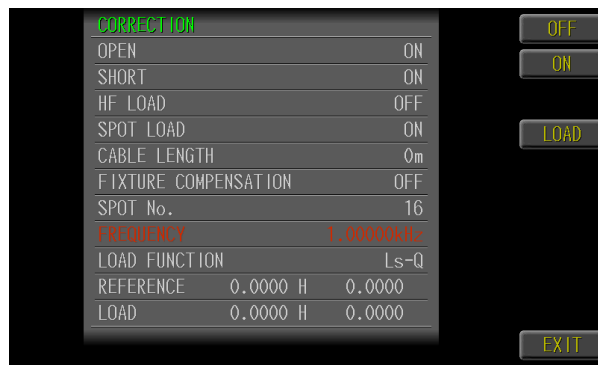 CORRECTION
OPEN ON
SHORT ON
HF LOAD OFF
SPOT LOAD ON
CABLE LENGTH 0m
FIXTURE COMPENSATION OFF
SPOT No. 16
FREQUENCY 1.00000kHz
LOAD FUNCTION Ls-Q
REFERENCE 0.0000 H 0.0000
LOAD 0.0000 H 0.0000
OFF
ON
LOAD
EXIT